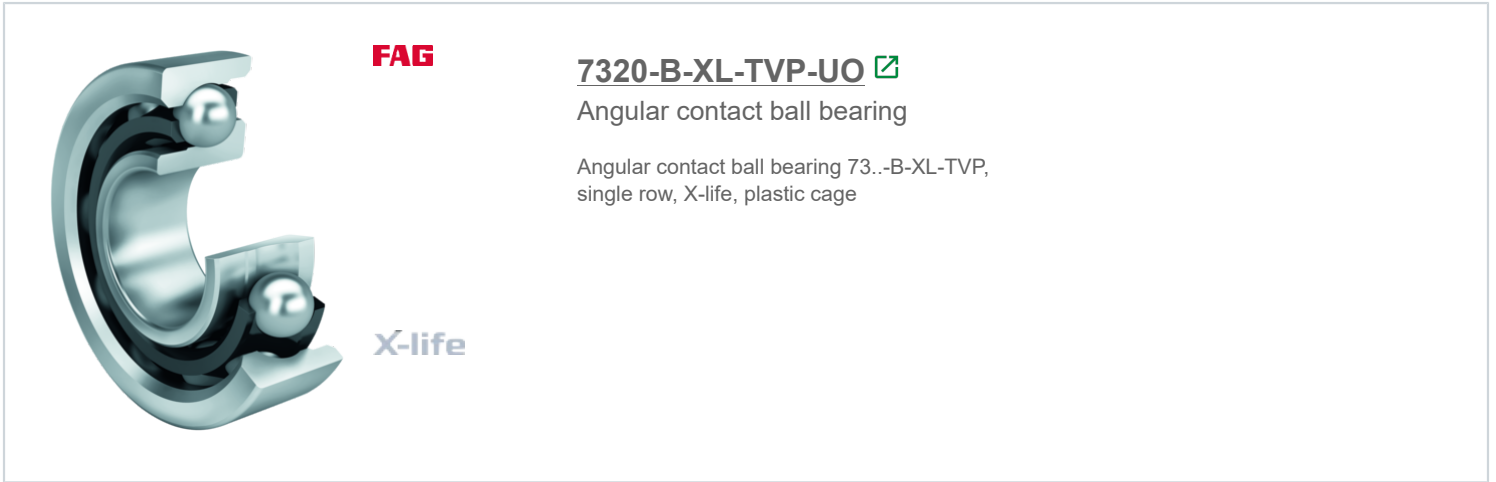 FAG
7320-B-XL-TVP-UO
Angular contact ball bearing
Angular contact ball bearing 73..-B-XL-TVP,
single row, X-life, plastic cage
X-life